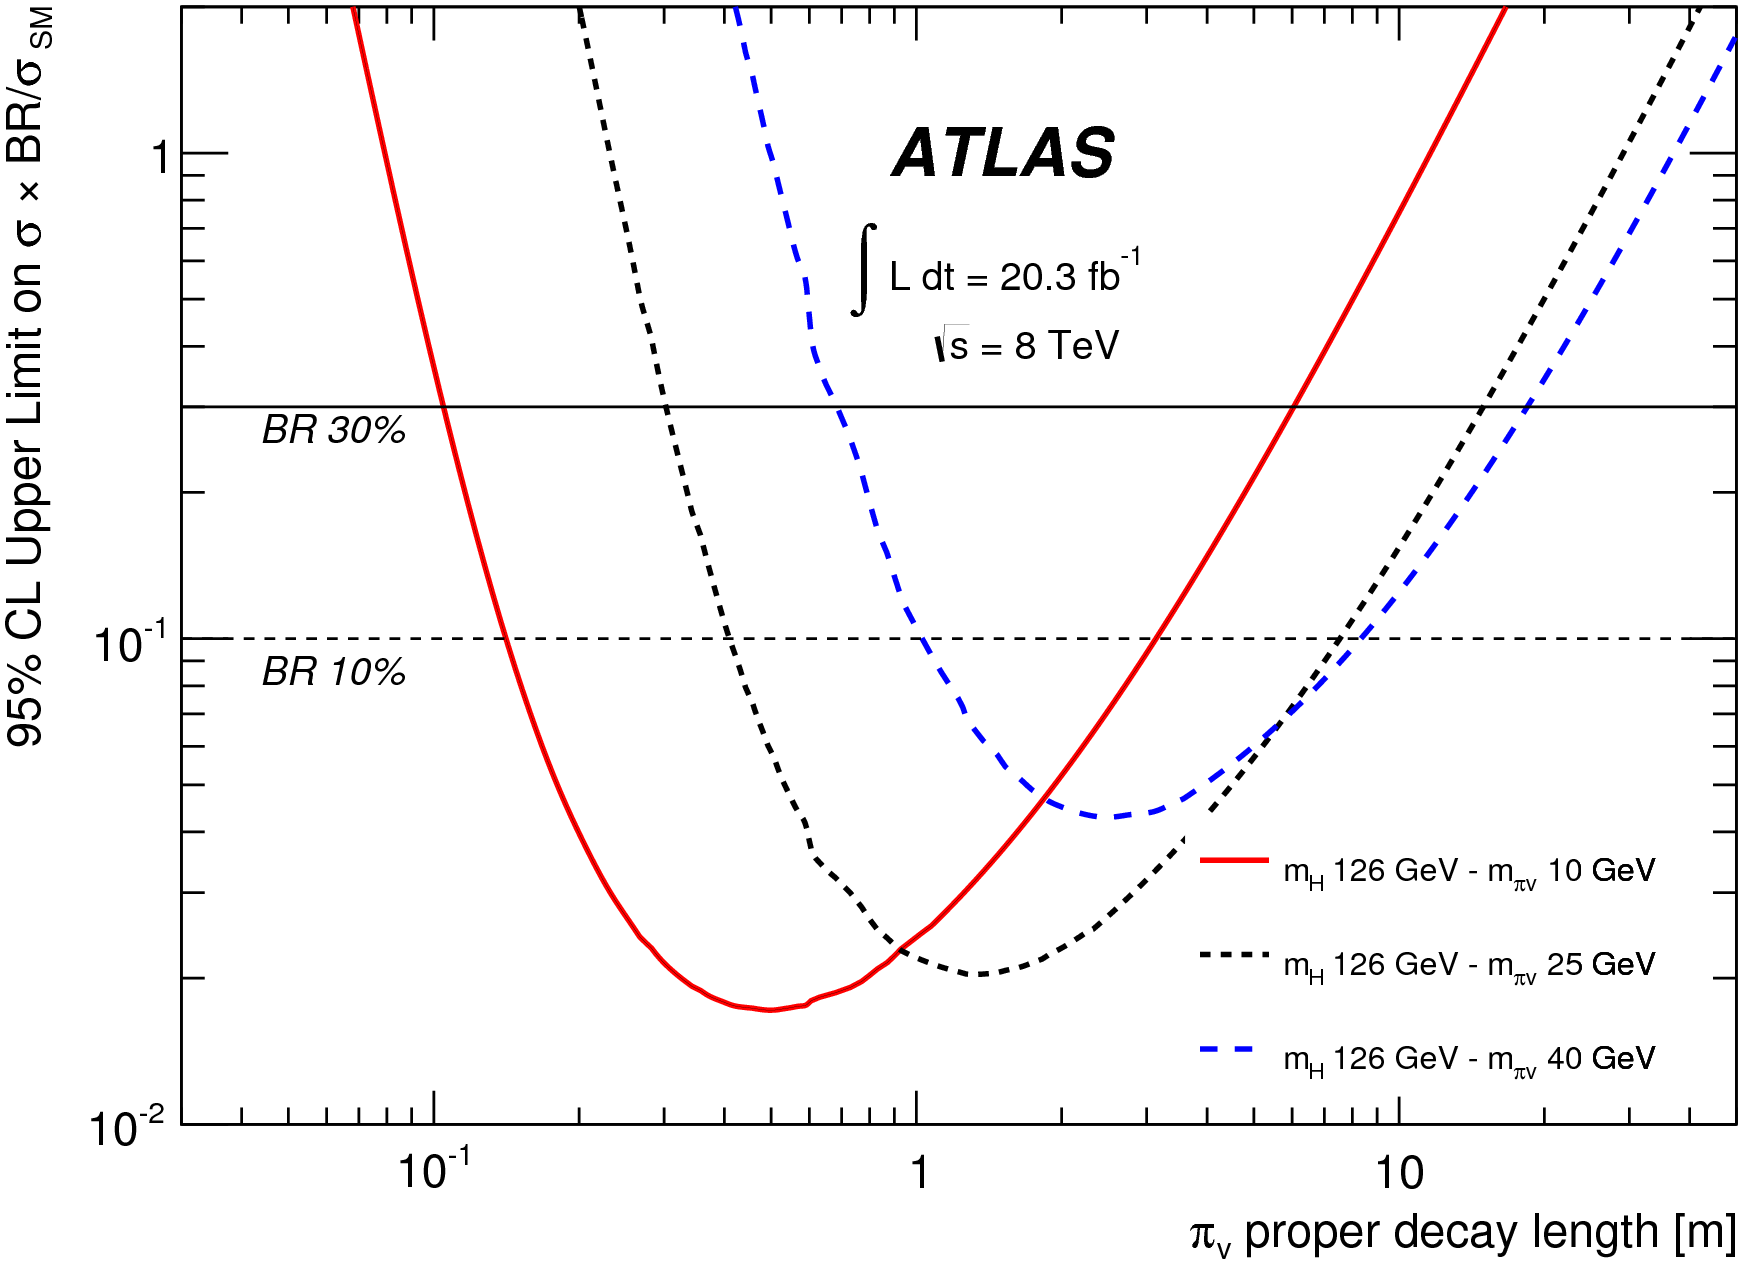 95% CL Upper Limit on σ × BR/σ_SM
ATLAS
∫ L dt = 20.3 fb^-1
√s = 8 TeV
1
BR 30%
10^-1
BR 10%
m_H 126 GeV - m_πv 10 GeV
m_H 126 GeV - m_πv 25 GeV
m_H 126 GeV - m_πv 40 GeV
10^-2
10^-1 1 10
π_v proper decay length [m]